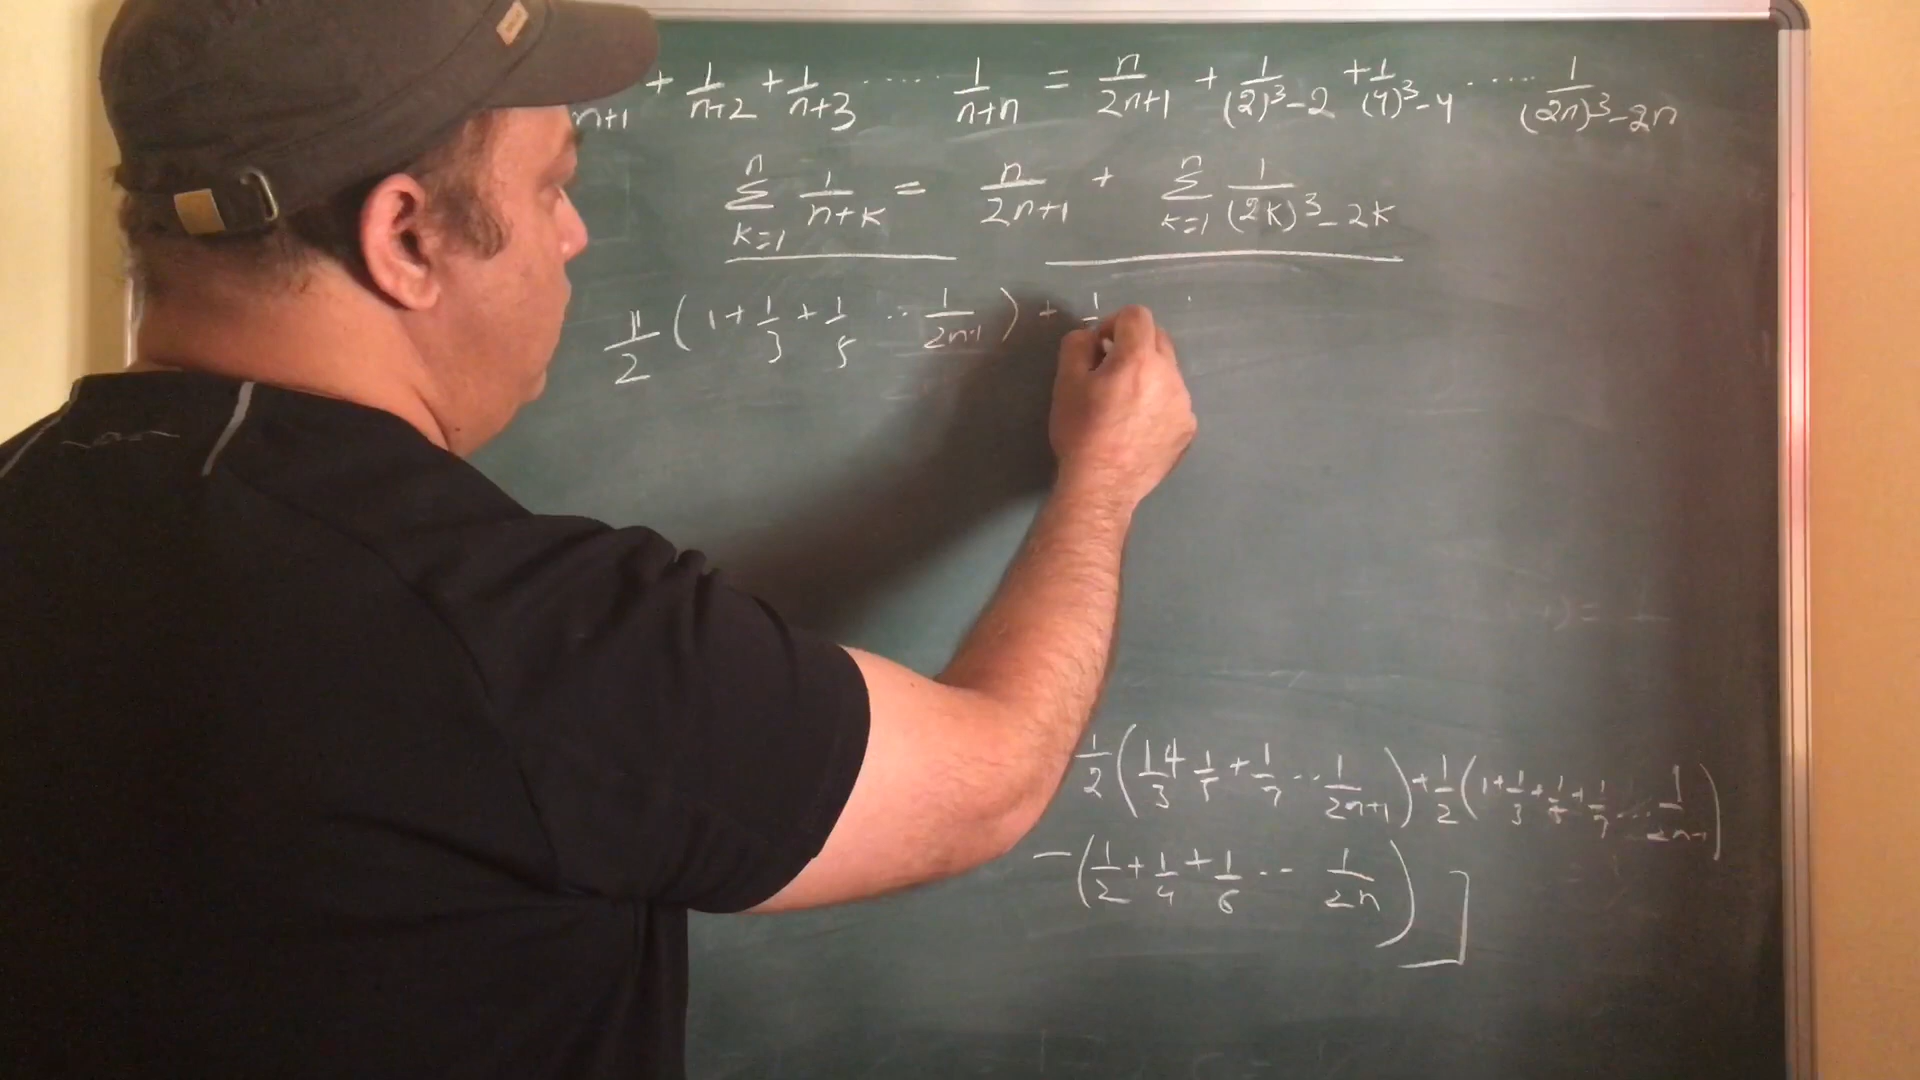 n+1 + 1/n+2 + 1/n+3 ..... 1/n+n = n/2n+1 + 1/(2)³-2 + 1/(4)³-4 ..... 1/(2n)³-2n
n∑k=1 1/n+k = n/2n+1 + n∑k=1 1/(2k)³-2k
/2 (1+1/3+1/5 .. 1/2n-1) + 1
1/2 (1/3+1/5+1/7 ... 1/2n+1) + 1/2 (1+1/3+1/5+1/7 ... 1/2n-1)
-(1/2+1/4+1/6 -- 1/2n) ]